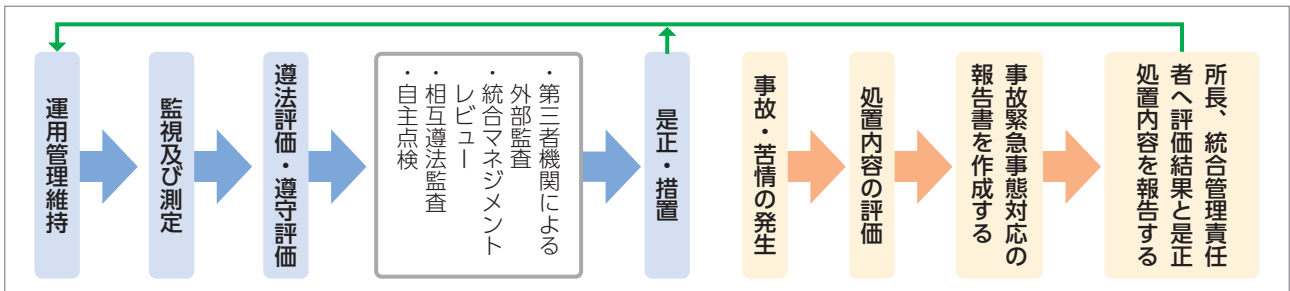 運用管理維持
監視及び測定
遵法評価・遵守評価
・第三者機関による
外部監査
・統合マネジメント
レビュー
・相互遵法監査
・自主点検
是正・措置
事故・苦情の発生
処置内容の評価
事故緊急事態対応の
報告書を作成する
所長、統合管理責任
者へ評価結果と是正
処置内容を報告する